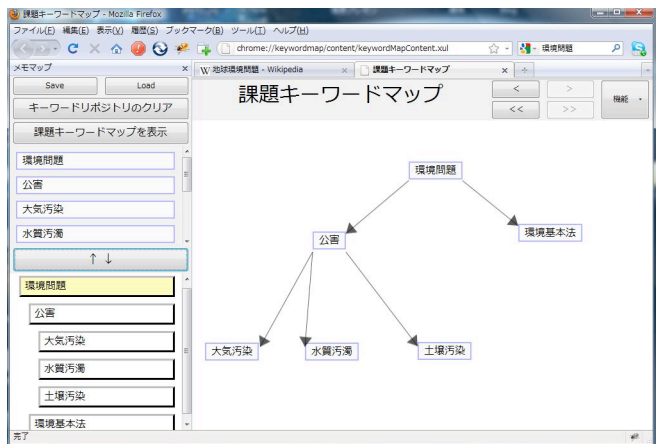 課題キーワードマップ - Mozilla Firefox
ファイル(F) 編集(E) 表示(V) 履歴(S) ブックマーク(B) ツール(T) ヘルプ(H)
chrome://keywordmap/content/keywordMapContent.xul
環境問題
メモマップ ×
地球環境問題 - Wikipedia ×
課題キーワードマップ ×
Save Load
キーワードリポジトリのクリア
課題キーワードマップを表示
環境問題
公害
大気汚染
水質汚濁
↑ ↓
環境問題
公害
大気汚染
水質汚濁
土壌汚染
環境基本法
課題キーワードマップ
< >
<< >>
機能
環境問題
公害
環境基本法
大気汚染
水質汚濁
土壌汚染
完了